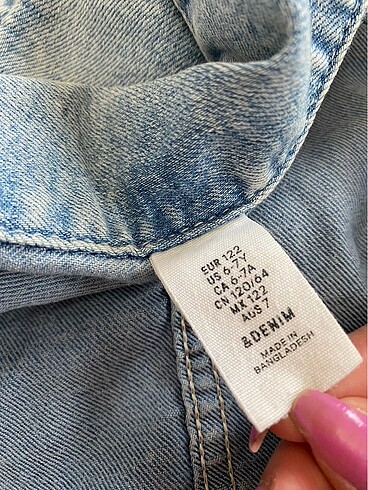 EUR 122
US 6-7Y
CA 6-7A
CN 120/64
MX 122
AUS 7
&DENIM
MADE IN
BANGLADESH